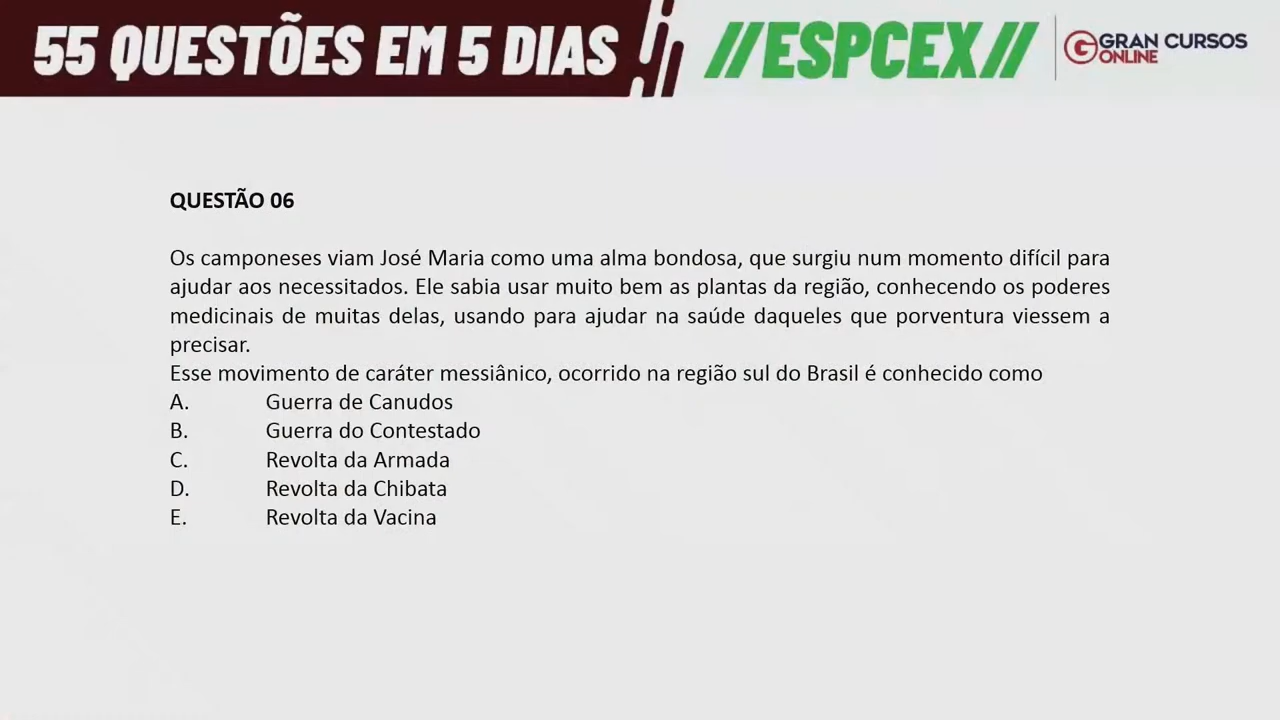 55 QUESTÕES EM 5 DIAS
//ESPCEX//
GRAN CURSOS
ONLINE
QUESTÃO 06
Os camponeses viam José Maria como uma alma bondosa, que surgiu num momento difícil para
ajudar aos necessitados. Ele sabia usar muito bem as plantas da região, conhecendo os poderes
medicinais de muitas delas, usando para ajudar na saúde daqueles que porventura viessem a
precisar.
Esse movimento de caráter messiânico, ocorrido na região sul do Brasil é conhecido como
A. Guerra de Canudos
B. Guerra do Contestado
C. Revolta da Armada
D. Revolta da Chibata
E. Revolta da Vacina